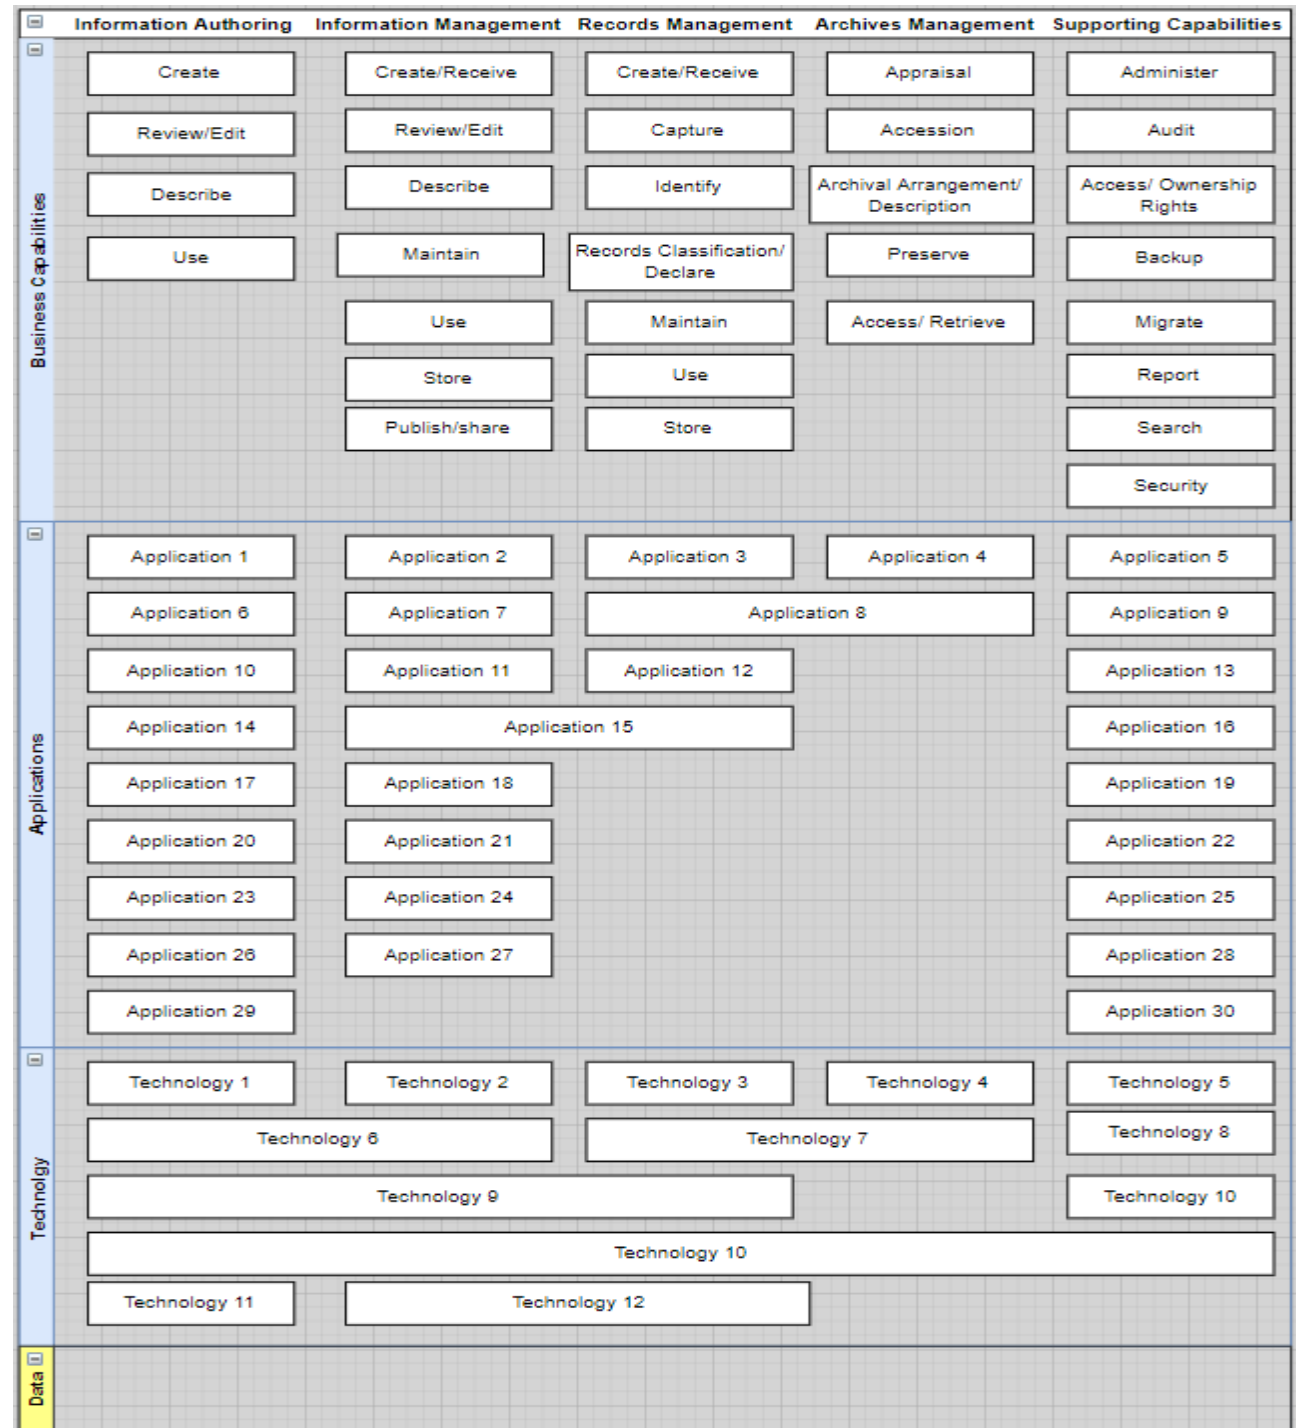 Information Authoring Information Management Records Management Archives Management Supporting Capabilities
Business Capabilities
Create Create/Receive Create/Receive Appraisal Administer
Review/Edit Review/Edit Capture Accession Audit
Describe Describe Identify Archival Arrangement/ Access/ Ownership
Description Rights
Use Maintain Records Classification/ Preserve Backup
Declare
Use Maintain Access/ Retrieve Migrate
Store Use Report
Publish/share Store Search
Security
Applications
Application 1 Application 2 Application 3 Application 4 Application 5
Application 6 Application 7 Application 8 Application 9
Application 10 Application 11 Application 12 Application 13
Application 14 Application 15 Application 16
Application 17 Application 18 Application 19
Application 20 Application 21 Application 22
Application 23 Application 24 Application 25
Application 26 Application 27 Application 28
Application 29 Application 30
Technolgy
Technology 1 Technology 2 Technology 3 Technology 4 Technology 5
Technology 6 Technology 7 Technology 8
Technology 9 Technology 10
Technology 10
Technology 11 Technology 12
Data